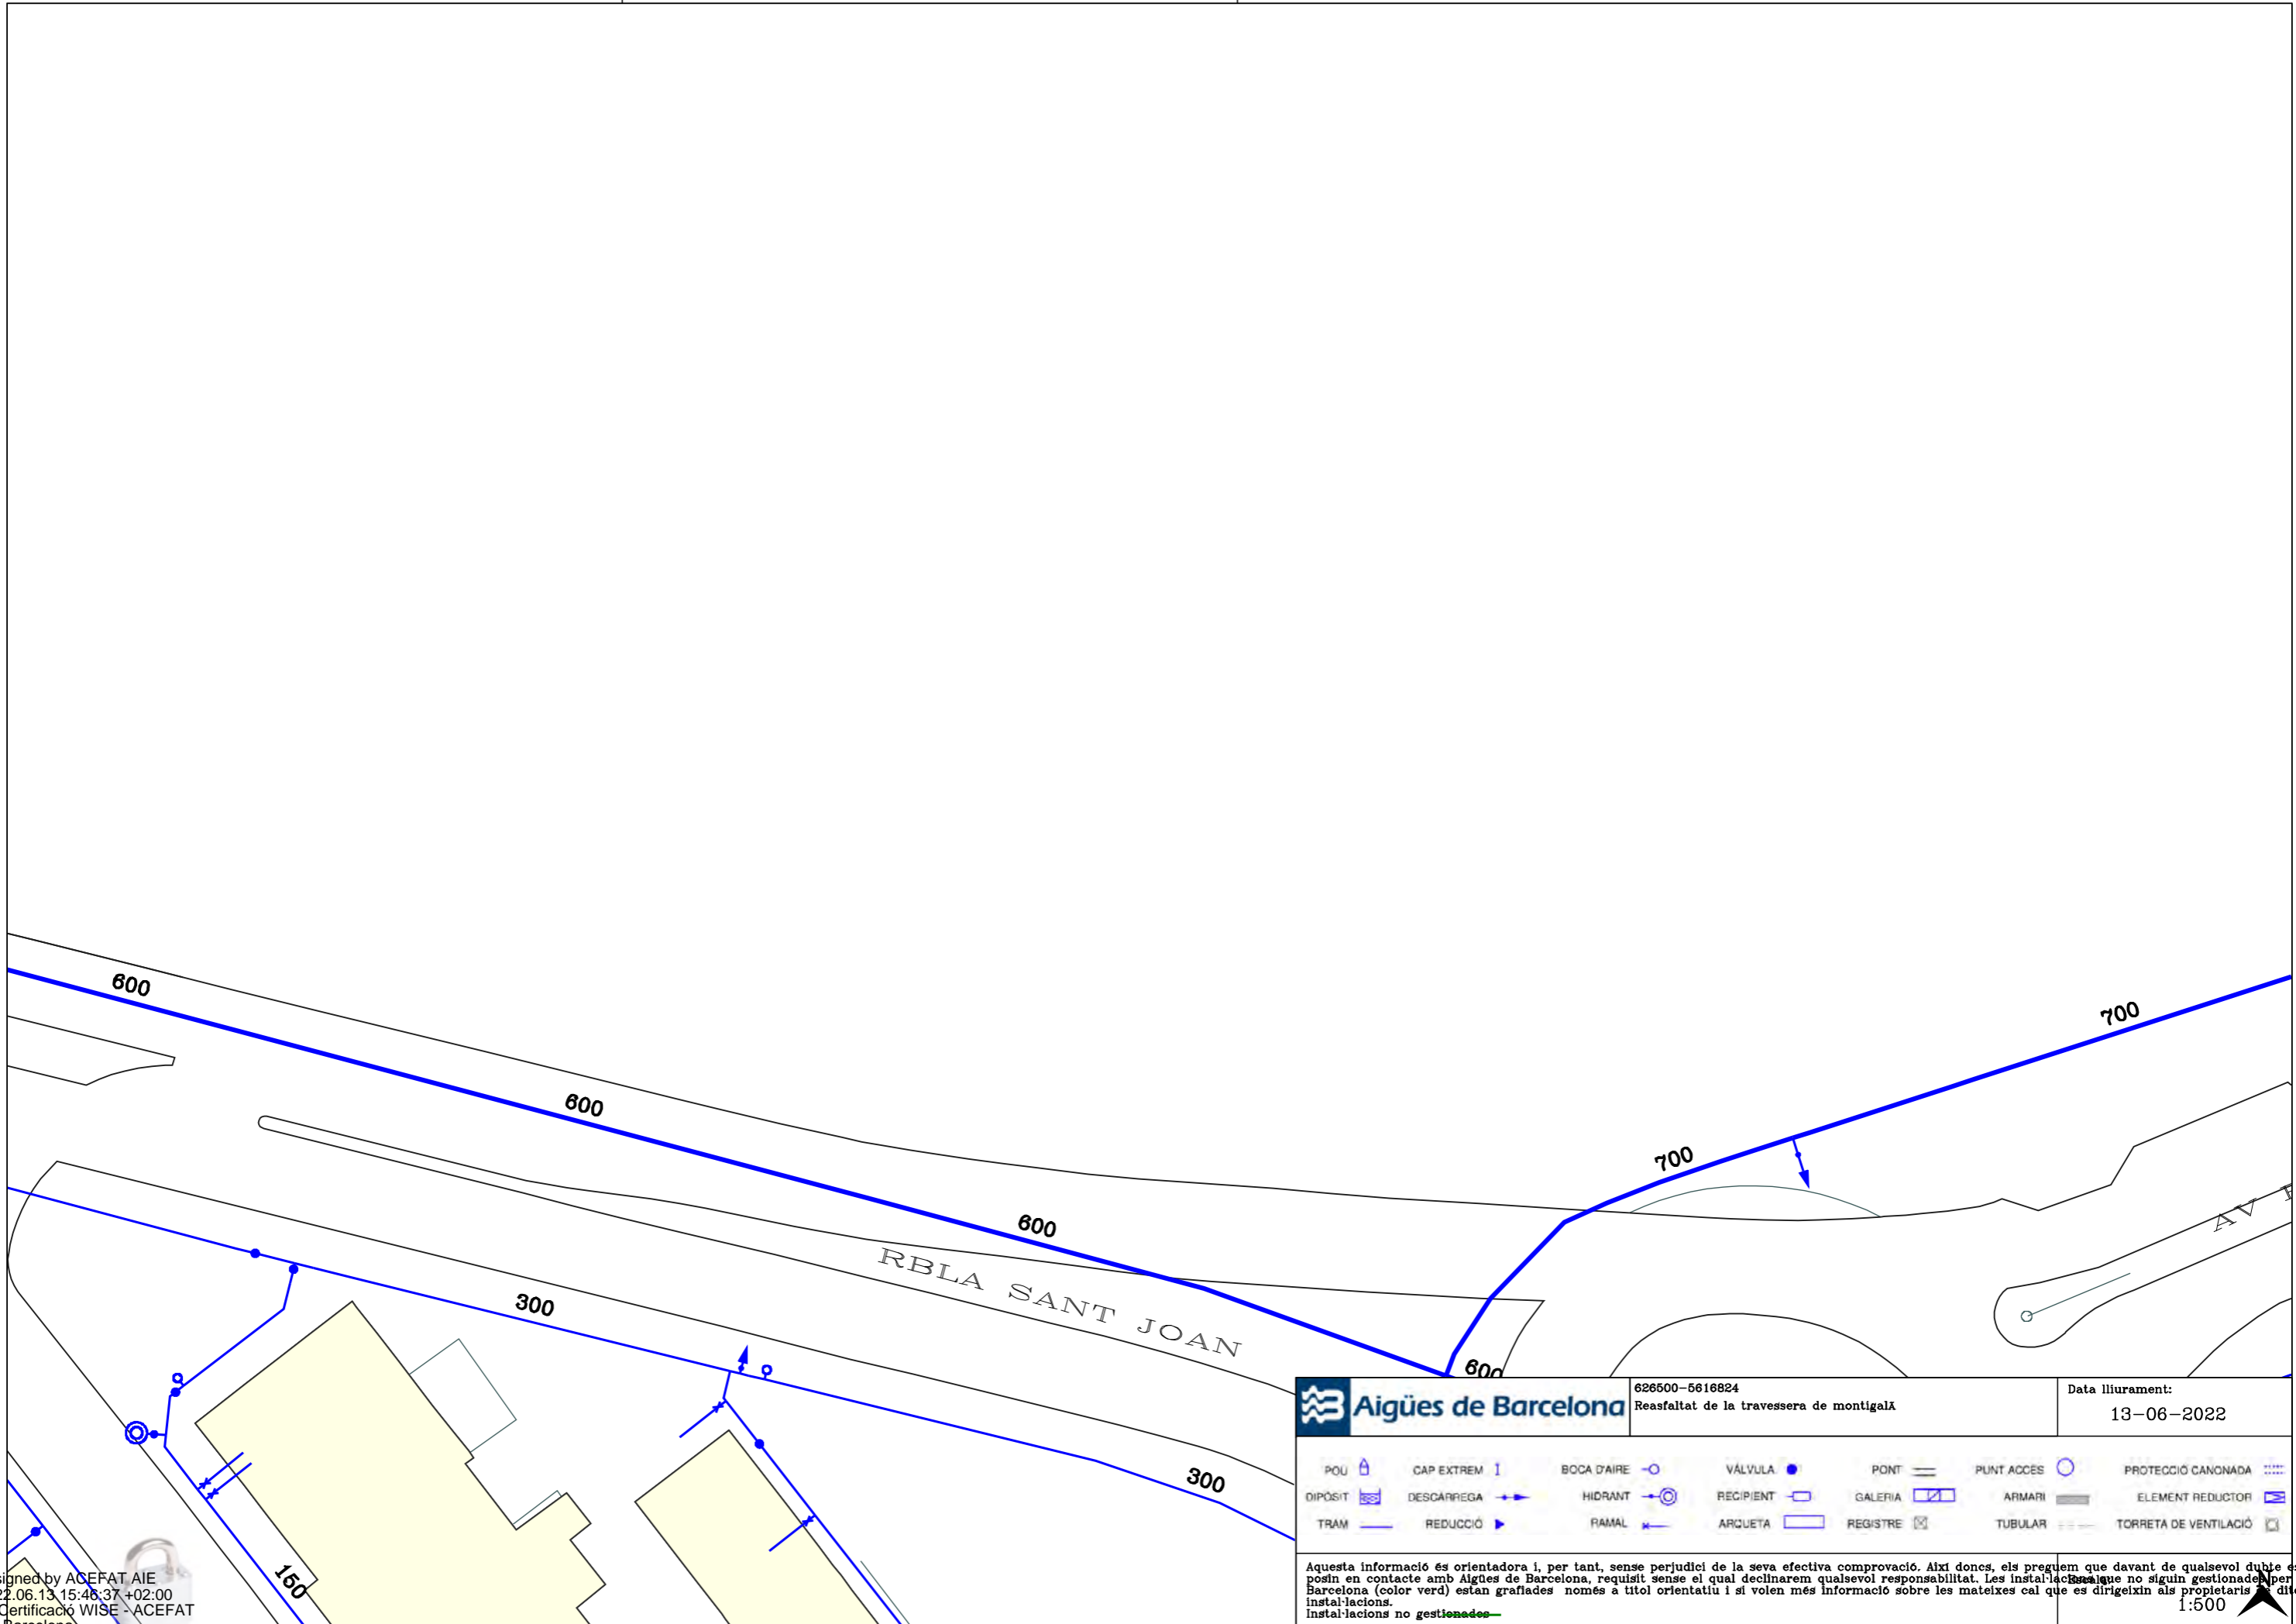 600
700
600
700
600
AV
RBLA SANT JOAN
300
600
300
150
Aigües de Barcelona
626500-5616824
Reasfaltat de la travessera de montigalà
Data lliurament:
13-06-2022
POU
CAP EXTREM
BOCA D'AIRE
VÁLVULA
PONT
PUNT ACCÉS
PROTECCIÓ CANONADA
DIPÒSIT
DESCÀRREGA
HIDRANT
RECIPIENT
GALERIA
ARMARI
ELEMENT REDUCTOR
TRAM
REDUCCIÓ
RAMAL
ARQUETA
REGISTRE
TUBULAR
TORRETA DE VENTILACIÓ
Aquesta informació és orientadora i, per tant, sense perjudici de la seva efectiva comprovació. Així doncs, els preguem que davant de qualsevol dubte es
posin en contacte amb Aigües de Barcelona, requisit sense el qual declinarem qualsevol responsabilitat. Les instal·lacions que no siguin gestionades per
Barcelona (color verd) estan grafiades només a títol orientatiu i si volen més informació sobre les mateixes cal que es dirigeixin als propietaris
instal·lacions.
Instal·lacions no gestionades
Escala:
1:500
N
signed by ACEFAT AIE
22.06.13 15:46:37 +02:00
Certificació WISE - ACEFAT
Barcelona